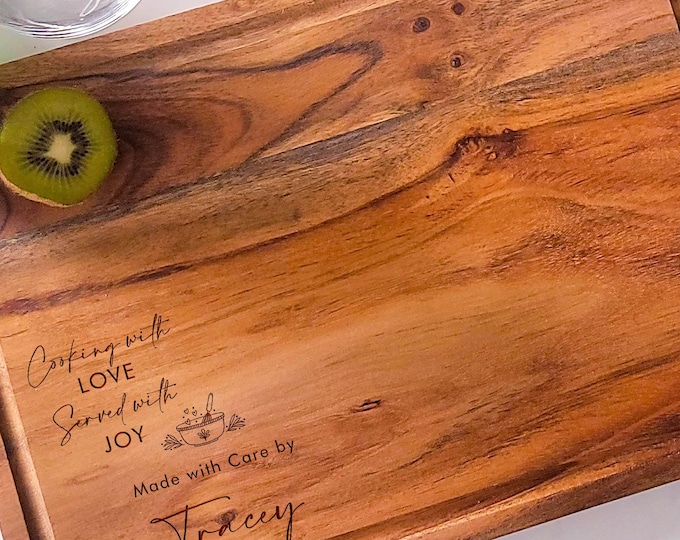 Cooking with
LOVE
Served with
JOY
Made with Care by
Tracey